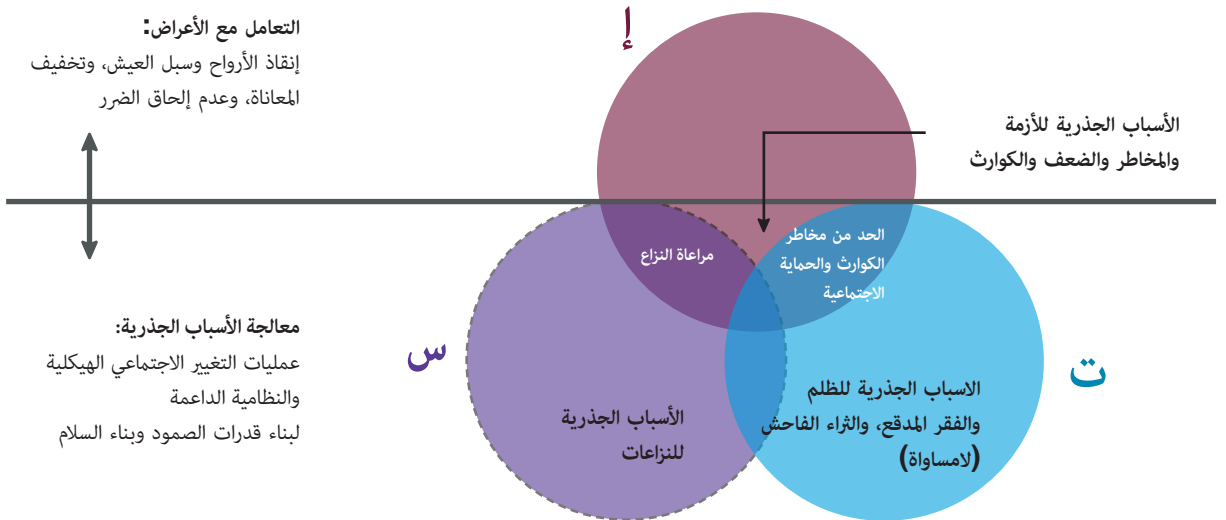 إ
التعامل مع الأعراض:
إنقاذ الأرواح وسبل العيش، وتخفيف
المعاناة، وعدم إلحاق الضرر
الأسباب الجذرية للأزمة
والمخاطر والضعف والكوارث
الحد من مخاطر
الكوارث والحماية
الاجتماعية
مراعاة النزاع
معالجة الأسباب الجذرية:
عمليات التغيير الاجتماعي الهيكلية
والنظامية الداعمة
لبناء قدرات الصمود وبناء السلام
س
ت
الاسباب الجذرية للظلم
والفقر المدقع، والثراء الفاحش
(لامساواة)
الأسباب الجذرية
للنزاعات